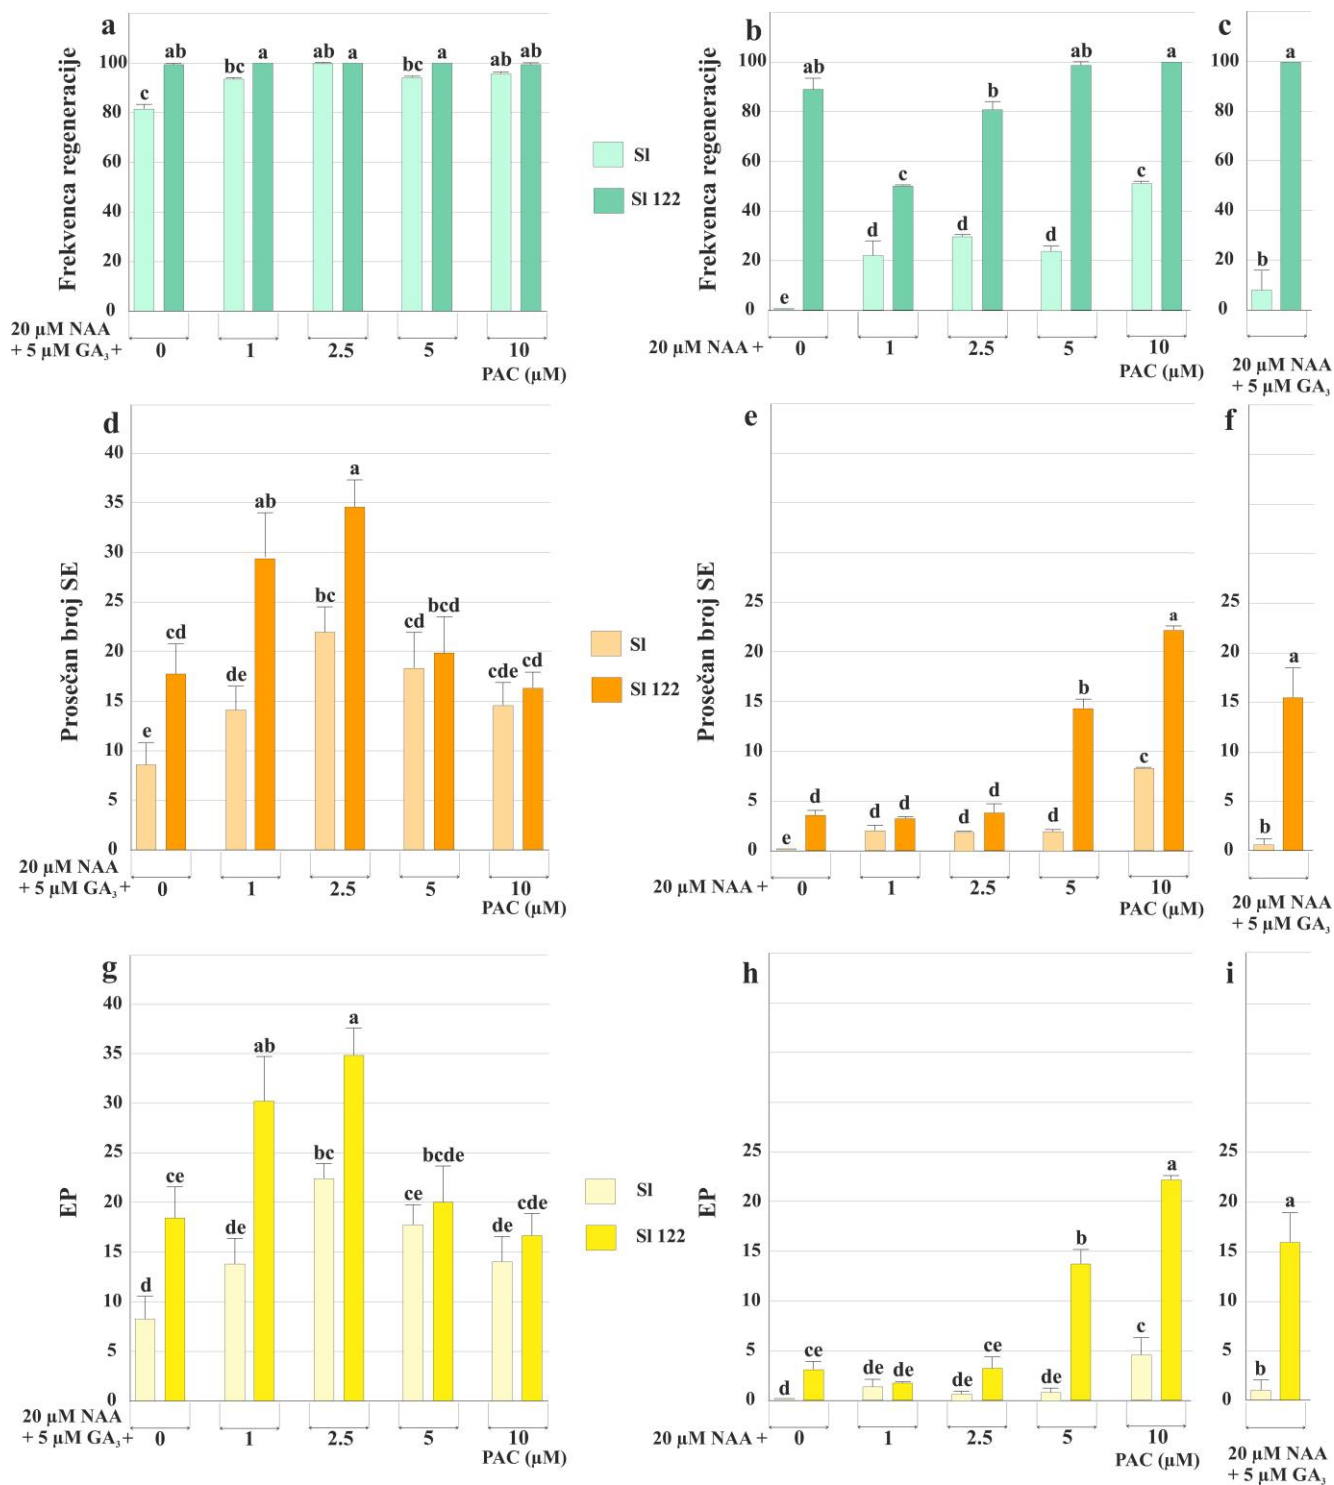 a
Frekvenca regeneracije
100
80
60
40
20
0
c ab bc a ab a bc a ab ab
20 µM NAA
+ 5 µM GA₃ + 0 1 2.5 5 10
PAC (µM)
Sl
Sl 122
b
Frekvenca regeneracije
100
80
60
40
20
0
e ab d c d b d ab c a
20 µM NAA + 0 1 2.5 5 10
PAC (µM)
c
100
80
60
40
20
0
b a
20 µM NAA
+ 5 µM GA₃
d
Prosečan broj SE
40
35
30
25
20
15
10
5
0
e cd de ab bc a cd bcd cde cd
20 µM NAA
+ 5 µM GA₃ + 0 1 2.5 5 10
PAC (µM)
Sl
Sl 122
e
Prosečan broj SE
25
20
15
10
5
0
e d d d d d d b c a
20 µM NAA + 0 1 2.5 5 10
PAC (µM)
f
25
20
15
10
5
0
b a
20 µM NAA
+ 5 µM GA₃
g
EP
40
35
30
25
20
15
10
5
0
d ce de ab bc a ce bcde de cde
20 µM NAA
+ 5 µM GA₃ + 0 1 2.5 5 10
PAC (µM)
Sl
Sl 122
h
EP
25
20
15
10
5
0
d ce de de de ce de b c a
20 µM NAA + 0 1 2.5 5 10
PAC (µM)
i
25
20
15
10
5
0
b a
20 µM NAA
+ 5 µM GA₃